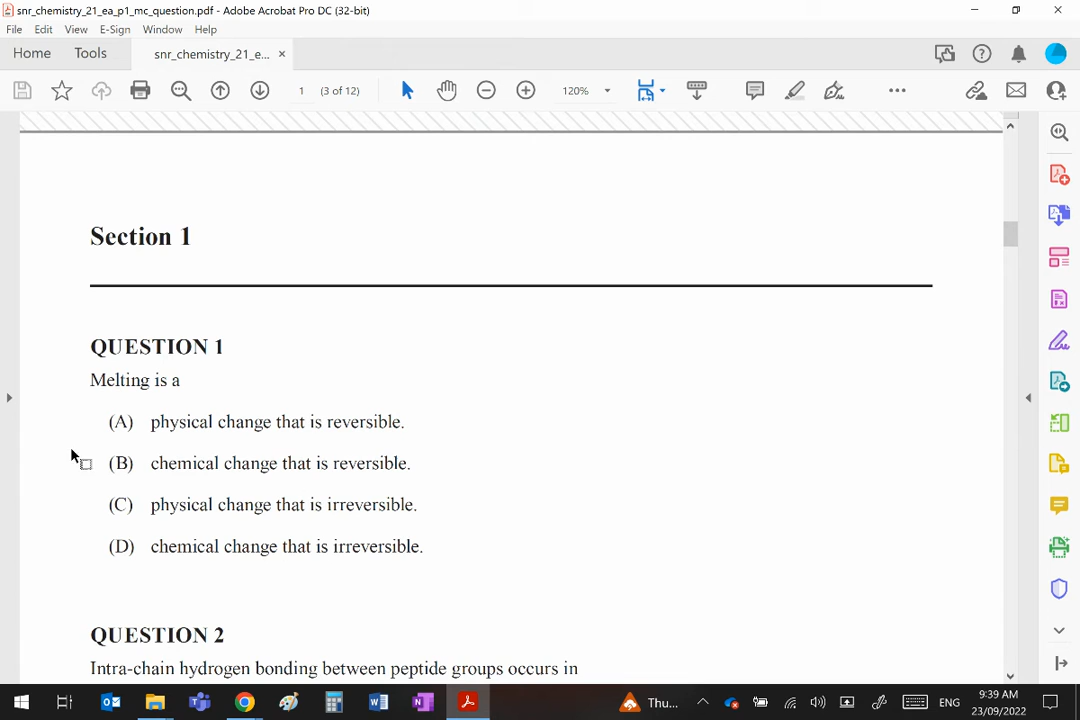 snr_chemistry_21_ea_p1_mc_question.pdf - Adobe Acrobat Pro DC (32-bit)
File Edit View E-Sign Window Help
Home Tools snr_chemistry_21_e... ×
1 (3 of 12) 120%
Section 1
QUESTION 1
Melting is a
(A) physical change that is reversible.
(B) chemical change that is reversible.
(C) physical change that is irreversible.
(D) chemical change that is irreversible.
QUESTION 2
Intra-chain hydrogen bonding between peptide groups occurs in
Thu... ENG
9:39 AM
23/09/2022